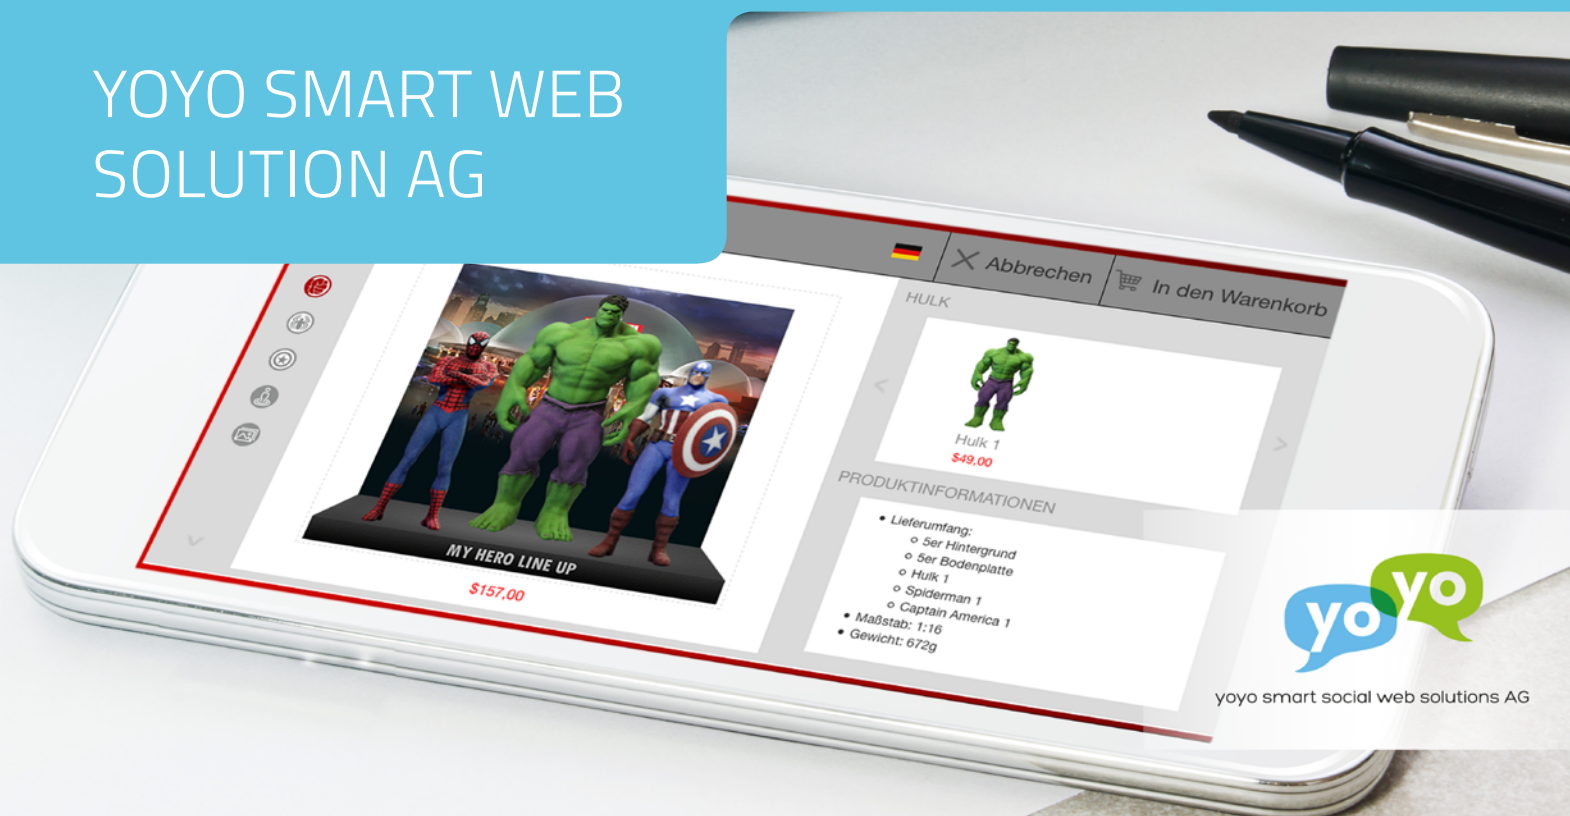 YOYO SMART WEB
SOLUTION AG
Abbrechen
In den Warenkorb
HULK
Hulk 1
$49,00
PRODUKTINFORMATIONEN
• Lieferumfang:
○ 5er Hintergrund
○ 5er Bodenplatte
○ Hulk 1
○ Spiderman 1
○ Captain America 1
• Maßstab: 1:16
• Gewicht: 672g
MY HERO LINE UP
$157,00
yo yo
yoyo smart social web solutions AG